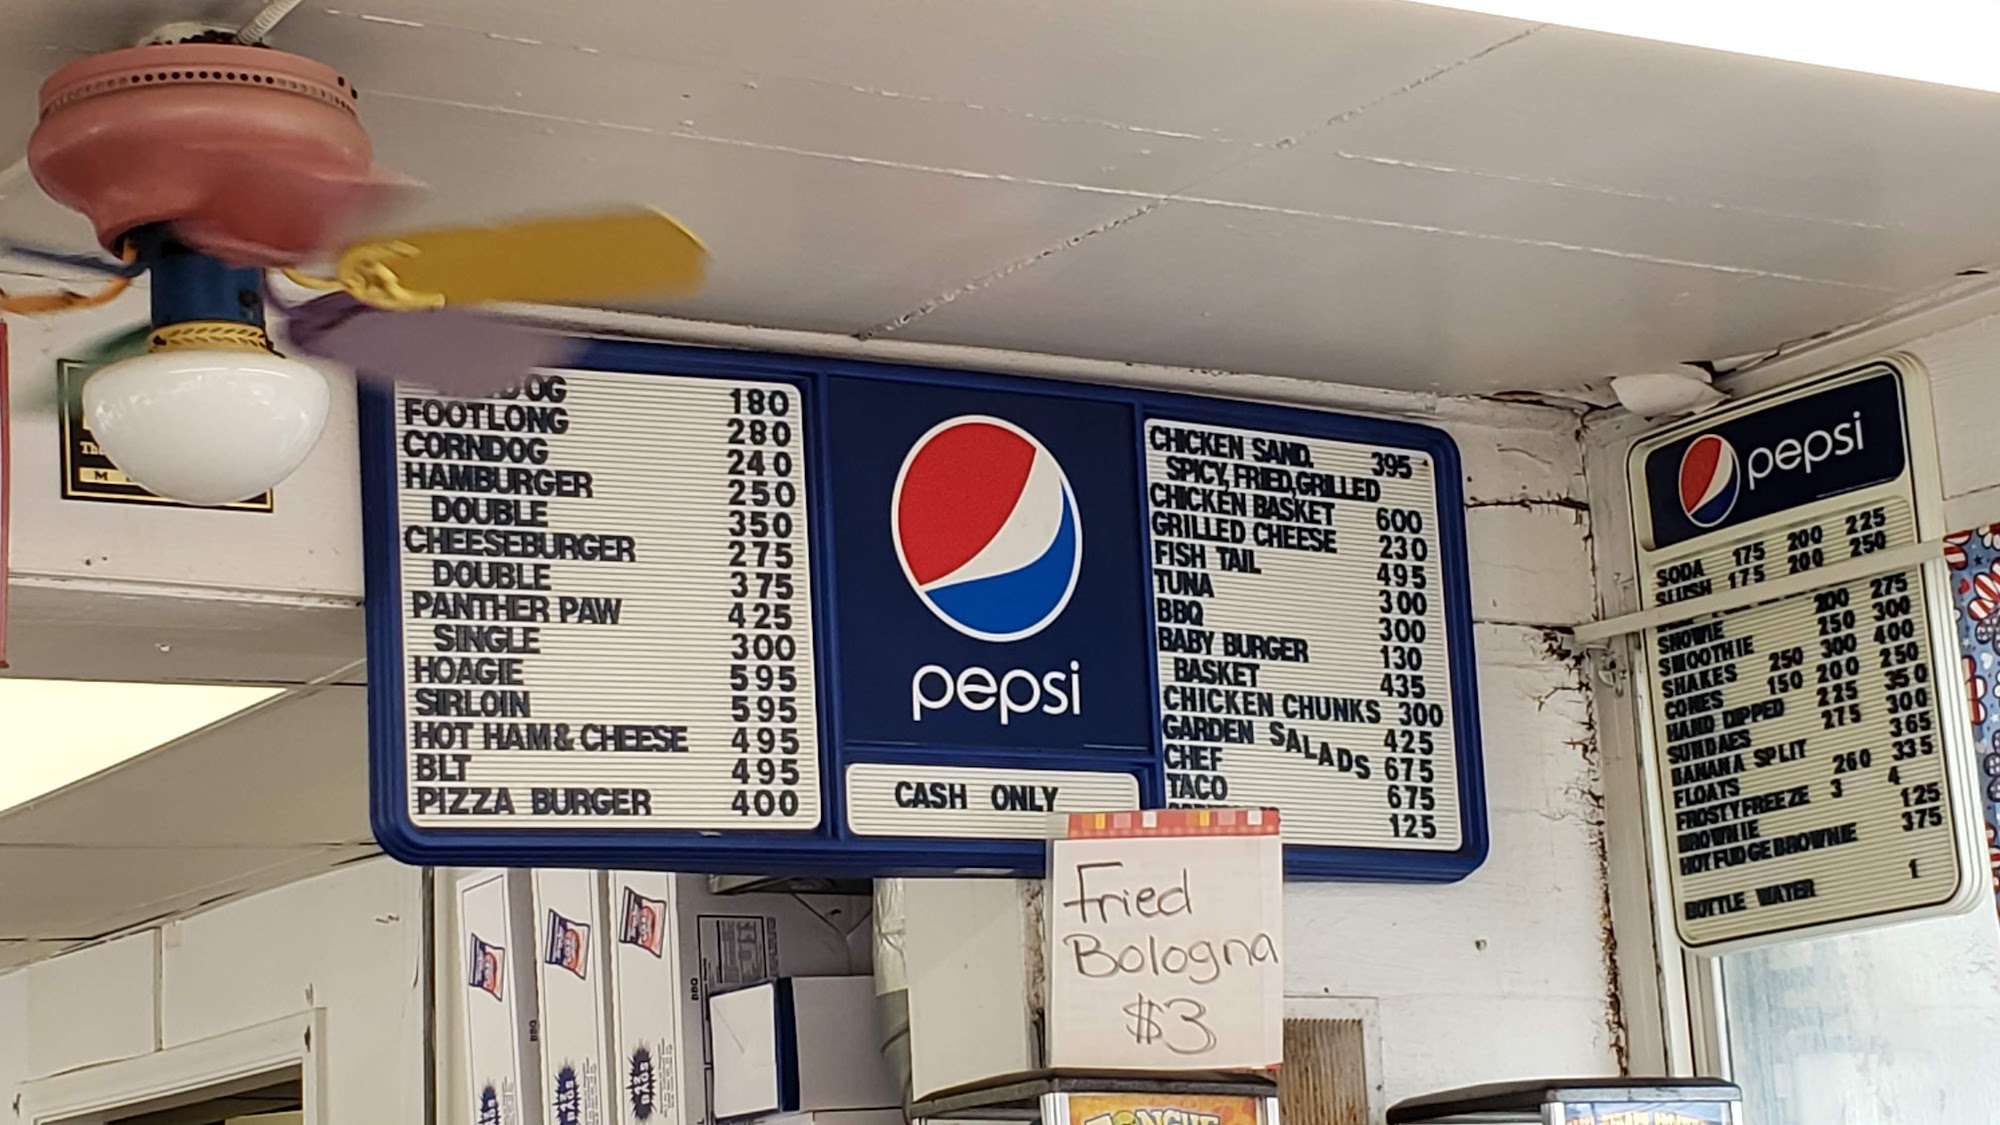 180
FOOTLONG 280
CORNDOG 240
HAMBURGER 250
DOUBLE 350
CHEESEBURGER 275
DOUBLE 375
PANTHER PAW 425
SINGLE 300
HOAGIE 595
SIRLOIN 595
HOT HAM & CHEESE 495
BLT 495
PIZZA BURGER 400
pepsi
CASH ONLY
CHICKEN SAND. 395
SPICY,FRIED,GRILLED
CHICKEN BASKET 600
GRILLED CHEESE 230
FISH TAIL 495
TUNA 300
BBQ 300
BABY BURGER 130
BASKET 435
CHICKEN CHUNKS 300
GARDEN SALADS 425
CHEF 675
TACO 675
125
Fried
Bologna
$3
pepsi
SODA 175 200 225
SLUSH 175 200 250
SNOWIE 200 275
SMOOTHIE 250 300
SHAKES 250 300 400
CONES 150 200 250
HAND DIPPED 225 350
SUNDAES 275 300
BANANA SPLIT 365
FLOATS 260 335
FROSTYFREEZE 3 4
BROWNIE 125
HOT FUDGE BROWNIE 375
BOTTLE WATER 1
BBQ
BBQ
BAGS
BAGS